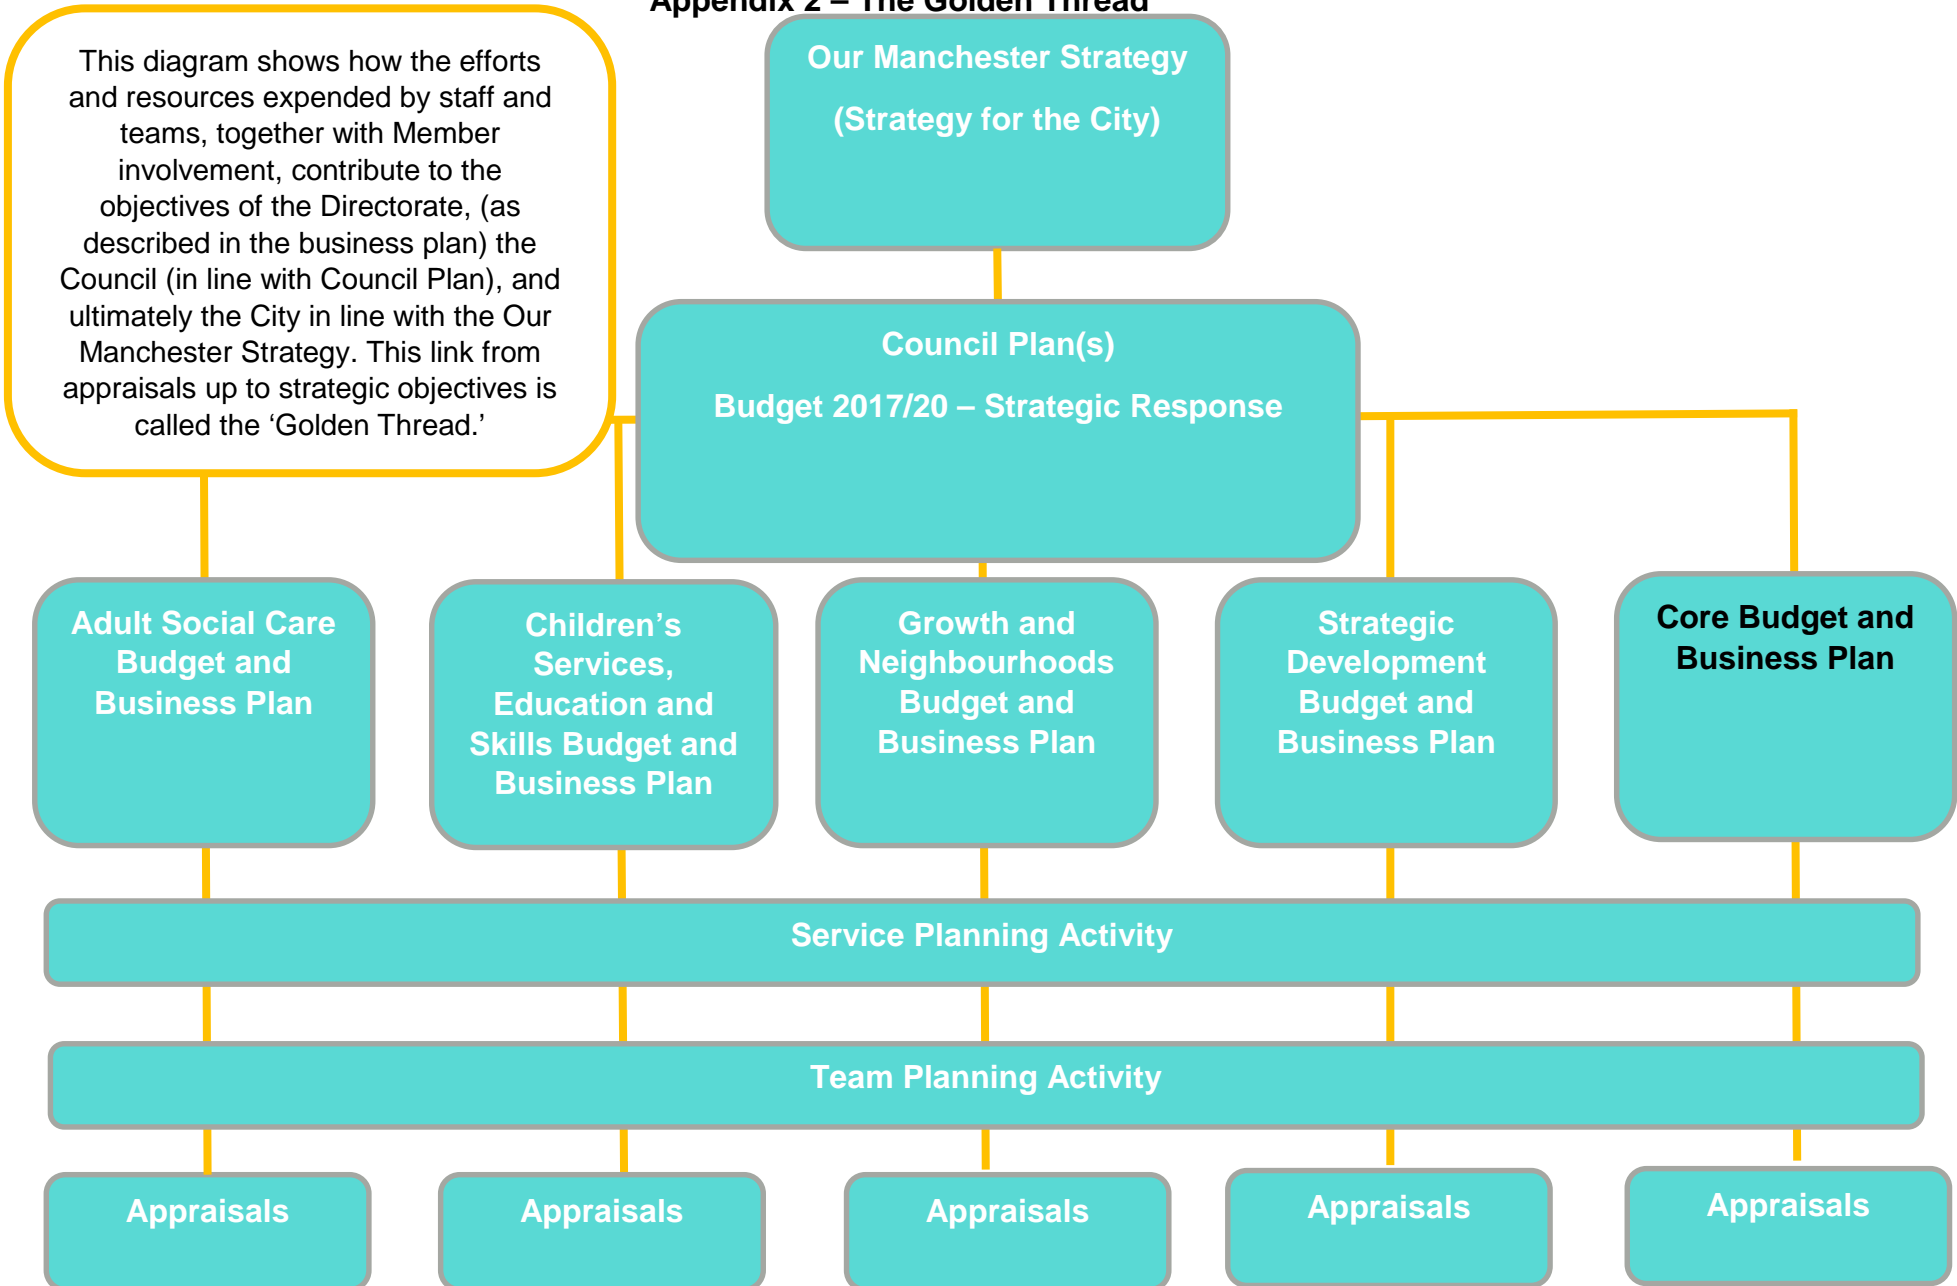 Appendix 2 – The Golden Thread
This diagram shows how the efforts
and resources expended by staff and
teams, together with Member
involvement, contribute to the
objectives of the Directorate, (as
described in the business plan) the
Council (in line with Council Plan), and
ultimately the City in line with the Our
Manchester Strategy. This link from
appraisals up to strategic objectives is
called the ‘Golden Thread.’
Our Manchester Strategy
(Strategy for the City)
Council Plan(s)
Budget 2017/20 – Strategic Response
Adult Social Care
Budget and
Business Plan
Children’s
Services,
Education and
Skills Budget and
Business Plan
Growth and
Neighbourhoods
Budget and
Business Plan
Strategic
Development
Budget and
Business Plan
Core Budget and
Business Plan
Service Planning Activity
Team Planning Activity
Appraisals
Appraisals
Appraisals
Appraisals
Appraisals